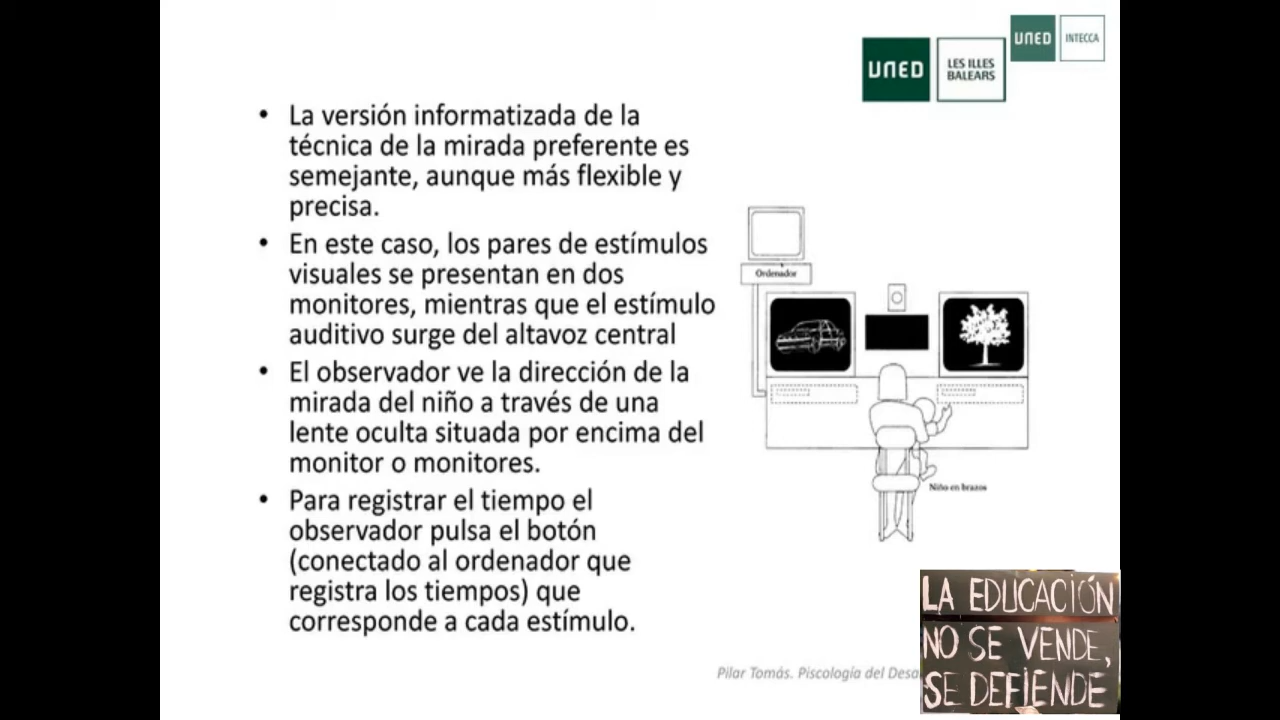 UNED
INTECCA
UNED
LES ILLES
BALEARS
• La versión informatizada de la
técnica de la mirada preferente es
semejante, aunque más flexible y
precisa.
• En este caso, los pares de estímulos
visuales se presentan en dos
monitores, mientras que el estímulo
auditivo surge del altavoz central
• El observador ve la dirección de la
mirada del niño a través de una
lente oculta situada por encima del
monitor o monitores.
• Para registrar el tiempo el
observador pulsa el botón
(conectado al ordenador que
registra los tiempos) que
corresponde a cada estímulo.
Ordenador
Niño en brazos
Pilar Tomás. Piscología del Desa
LA EDUCACIÓN
NO SE VENDE,
SE DEFIENDE